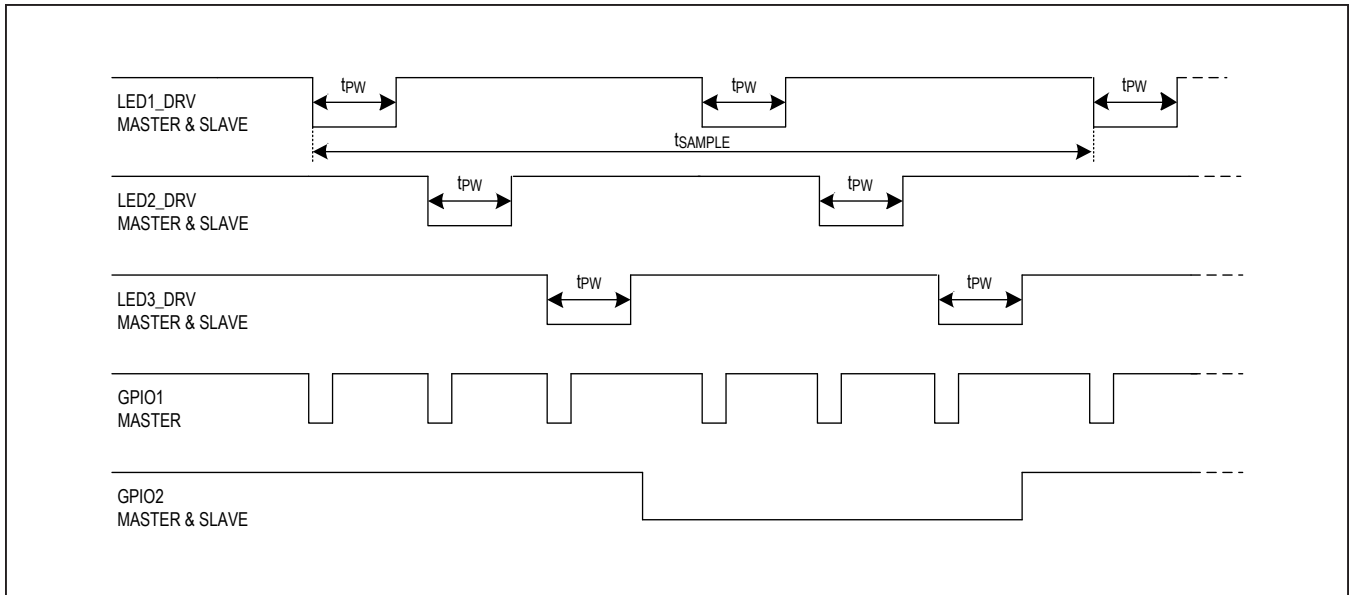 tPW tPW tPW
LED1_DRV
MASTER & SLAVE
tSAMPLE
tPW tPW
LED2_DRV
MASTER & SLAVE
tPW tPW
LED3_DRV
MASTER & SLAVE
GPIO1
MASTER
GPIO2
MASTER & SLAVE